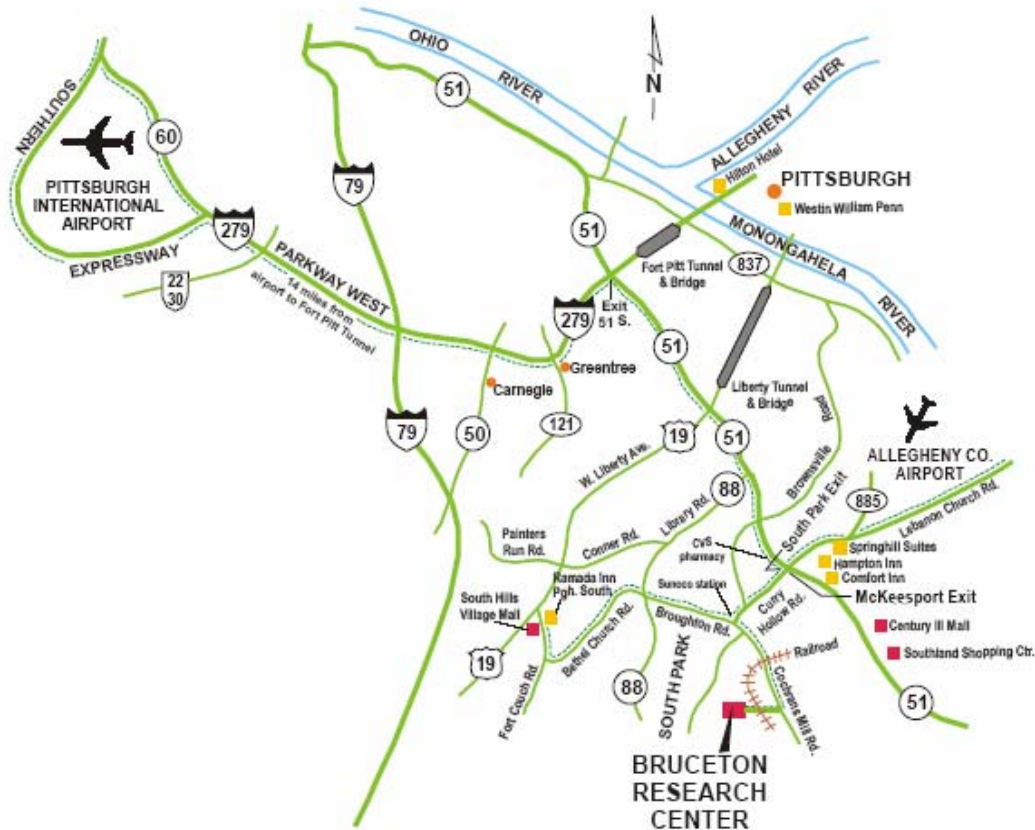 OHIO
RIVER
51
N
ALLEGHENY
RIVER
Hilton Hotel
PITTSBURGH
Westin William Penn
SOUTHERN
60
PITTSBURGH
INTERNATIONAL
AIRPORT
EXPRESSWAY
79
279
PARKWAY WEST
14 miles from
airport to Fort Pitt Tunnel
22
30
51
MONONGAHELA
RIVER
Fort Pitt Tunnel
& Bridge
837
Exit
51 S.
279
51
Greentree
Carnegie
Liberty Tunnel
& Bridge
79
50
121
19
51
Road
Brownsville
ALLEGHENY CO.
AIRPORT
W. Liberty Ave.
88
Library Rd.
South Park Exit
885
Lebanon Church Rd.
Painters
Run Rd.
Conner Rd.
CVS
pharmacy
Springhill Suites
Hampton Inn
Comfort Inn
McKeesport Exit
Ramada Inn
Pgh. South
Sunoco station
Curry
Hollow Rd.
South Hills
Village Mall
Bethel Church Rd.
Broughton Rd.
Century III Mall
Southland Shopping Ctr.
Railroad
19
Fort Couch Rd.
88
SOUTH PARK
Cochrans Mill Rd.
51
BRUCETON
RESEARCH
CENTER